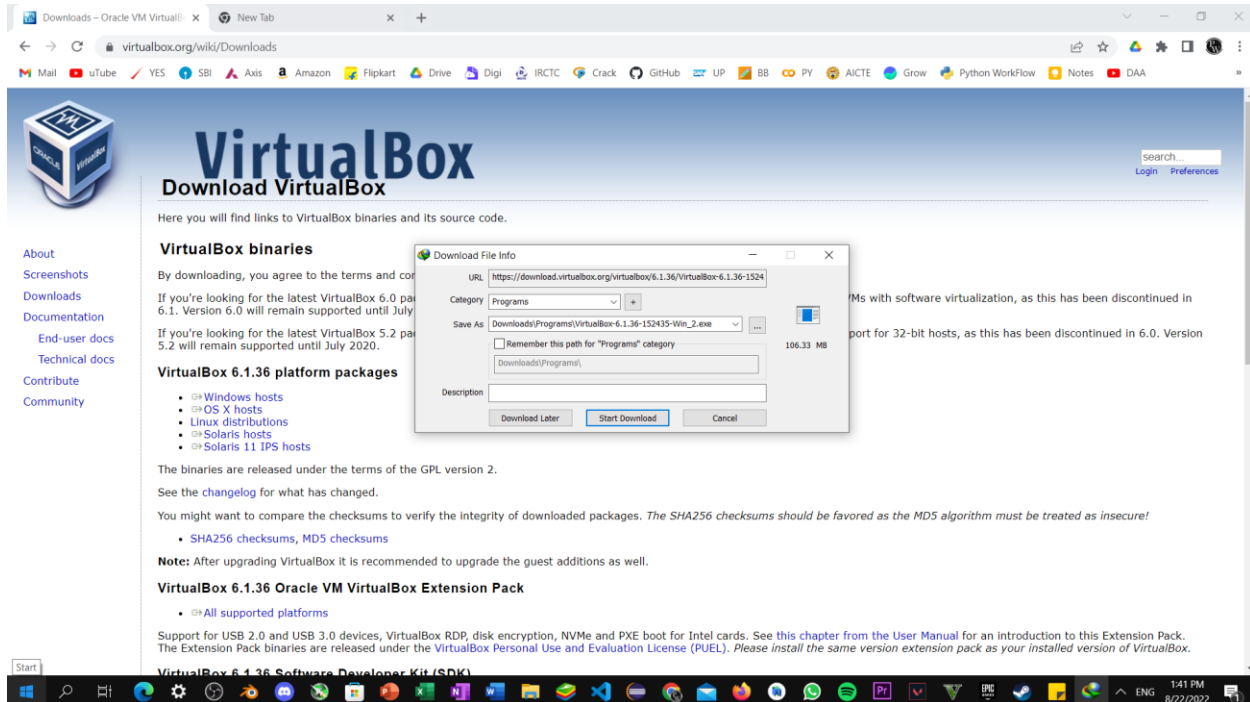 Downloads – Oracle VM VirtualB
New Tab
virtualbox.org/wiki/Downloads
Mail uTube YES SBI Axis Amazon Flipkart Drive Digi IRCTC Crack GitHub UP BB PY AICTE Grow Python WorkFlow Notes DAA »
ORACLE
VirtualBox
VirtualBox
search...
Login Preferences
Download VirtualBox
Here you will find links to VirtualBox binaries and its source code.
About
Screenshots
Downloads
Documentation
End-user docs
Technical docs
Contribute
Community
VirtualBox binaries
By downloading, you agree to the terms and cor
If you're looking for the latest VirtualBox 6.0 pa VMs with software virtualization, as this has been discontinued in
6.1. Version 6.0 will remain supported until July
If you're looking for the latest VirtualBox 5.2 pa port for 32-bit hosts, as this has been discontinued in 6.0. Version
5.2 will remain supported until July 2020.
VirtualBox 6.1.36 platform packages
• Windows hosts
• OS X hosts
• Linux distributions
• Solaris hosts
• Solaris 11 IPS hosts
Download File Info
URL https://download.virtualbox.org/virtualbox/6.1.36/VirtualBox-6.1.36-1524
Category Programs +
Save As Downloads\Programs\VirtualBox-6.1.36-152435-Win_2.exe ...
Remember this path for "Programs" category
Downloads\Programs\
106.33 MB
Description
Download Later Start Download Cancel
The binaries are released under the terms of the GPL version 2.
See the changelog for what has changed.
You might want to compare the checksums to verify the integrity of downloaded packages. The SHA256 checksums should be favored as the MD5 algorithm must be treated as insecure!
• SHA256 checksums, MD5 checksums
Note: After upgrading VirtualBox it is recommended to upgrade the guest additions as well.
VirtualBox 6.1.36 Oracle VM VirtualBox Extension Pack
• All supported platforms
Support for USB 2.0 and USB 3.0 devices, VirtualBox RDP, disk encryption, NVMe and PXE boot for Intel cards. See this chapter from the User Manual for an introduction to this Extension Pack.
The Extension Pack binaries are released under the VirtualBox Personal Use and Evaluation License (PUEL). Please install the same version extension pack as your installed version of VirtualBox.
VirtualBox 6.1.36 Software Developer Kit (SDK)
Start
Pr
EPIC
ENG
1:41 PM
8/22/2022